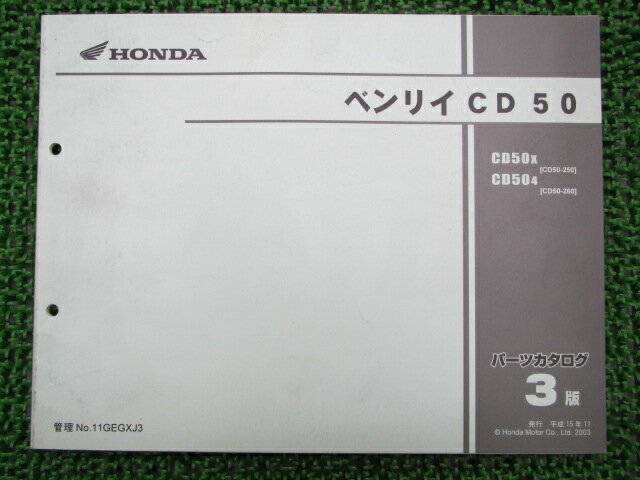 HONDA
ベンリイCD 50
CD50X
[CD50-250]
CD504
[CD50-260]
パーツカタログ
3版
発行 平成15年11
© Honda Motor Co., Ltd. 2003
管理 No.11GEGXJ3